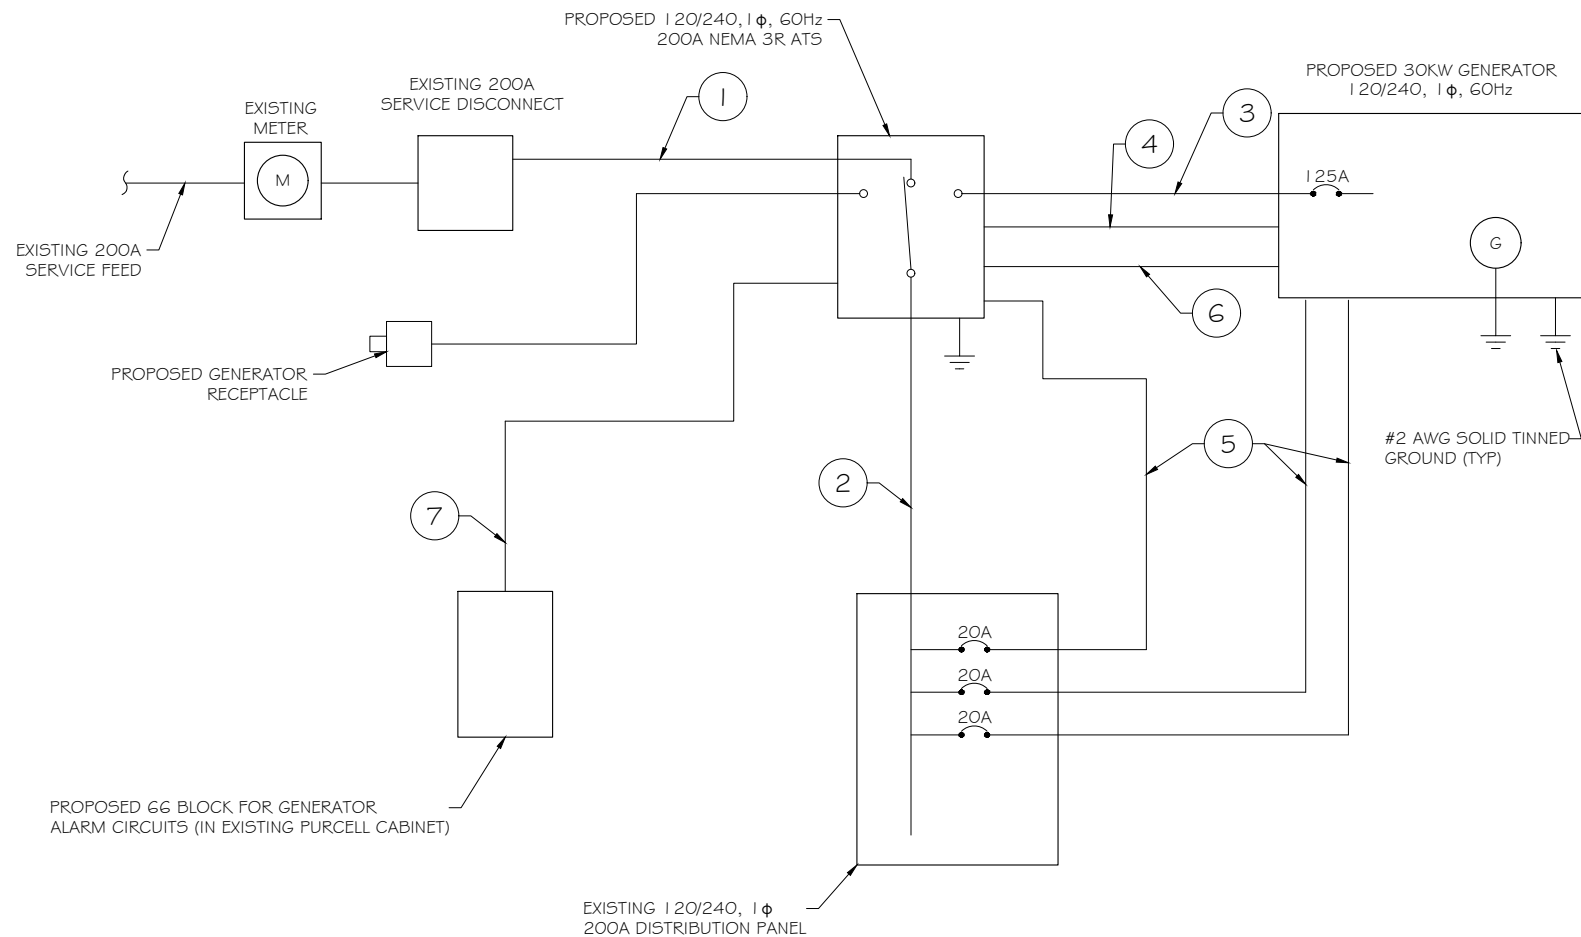 PROPOSED 120/240, 1ϕ, 60Hz
200A NEMA 3R ATS
PROPOSED 30KW GENERATOR
120/240, 1ϕ, 60Hz
EXISTING 200A
SERVICE DISCONNECT
EXISTING
METER
1
3
4
M
125A
G
EXISTING 200A
SERVICE FEED
6
PROPOSED GENERATOR
RECEPTACLE
5
#2 AWG SOLID TINNED
GROUND (TYP)
2
7
20A
20A
20A
PROPOSED 66 BLOCK FOR GENERATOR
ALARM CIRCUITS (IN EXISTING PURCELL CABINET)
EXISTING 120/240, 1ϕ
200A DISTRIBUTION PANEL